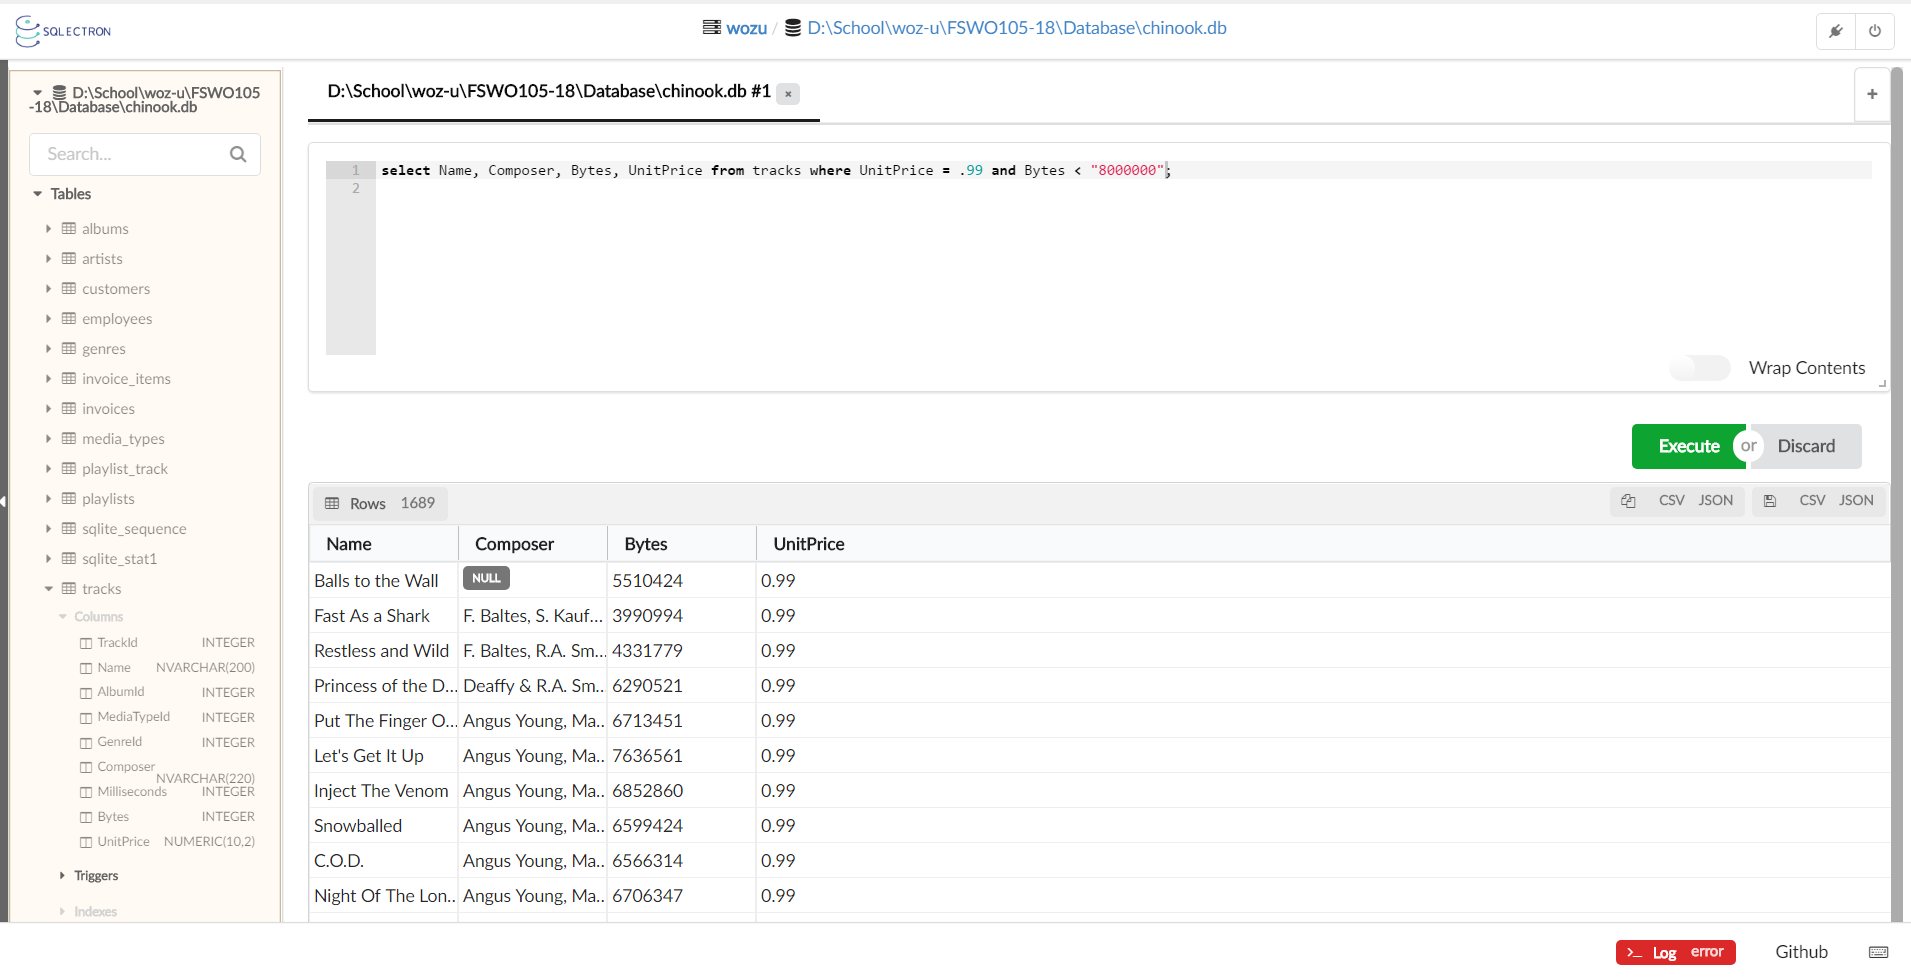 SQLECTRON
wozu / D:\School\woz-u\FSWO105-18\Database\chinook.db
D:\School\woz-u\FSWO105
-18\Database\chinook.db
Search...
Tables
albums
artists
customers
employees
genres
invoice_items
invoices
media_types
playlist_track
playlists
sqlite_sequence
sqlite_stat1
tracks
Columns
TrackId INTEGER
Name NVARCHAR(200)
AlbumId INTEGER
MediaTypeId INTEGER
GenreId INTEGER
Composer NVARCHAR(220)
Milliseconds INTEGER
Bytes INTEGER
UnitPrice NUMERIC(10,2)
Triggers
Indexes
D:\School\woz-u\FSWO105-18\Database\chinook.db #1 ×
+
1 select Name, Composer, Bytes, UnitPrice from tracks where UnitPrice = .99 and Bytes < "8000000";
2
Wrap Contents
Execute or Discard
Rows 1689 CSV JSON CSV JSON
Name Composer Bytes UnitPrice
Balls to the Wall NULL 5510424 0.99
Fast As a Shark F. Baltes, S. Kauf... 3990994 0.99
Restless and Wild F. Baltes, R.A. Sm... 4331779 0.99
Princess of the D... Deaffy & R.A. Sm... 6290521 0.99
Put The Finger O... Angus Young, Ma... 6713451 0.99
Let's Get It Up Angus Young, Ma... 7636561 0.99
Inject The Venom Angus Young, Ma... 6852860 0.99
Snowballed Angus Young, Ma... 6599424 0.99
C.O.D. Angus Young, Ma... 6566314 0.99
Night Of The Lon... Angus Young, Ma... 6706347 0.99
>_ Log error Github